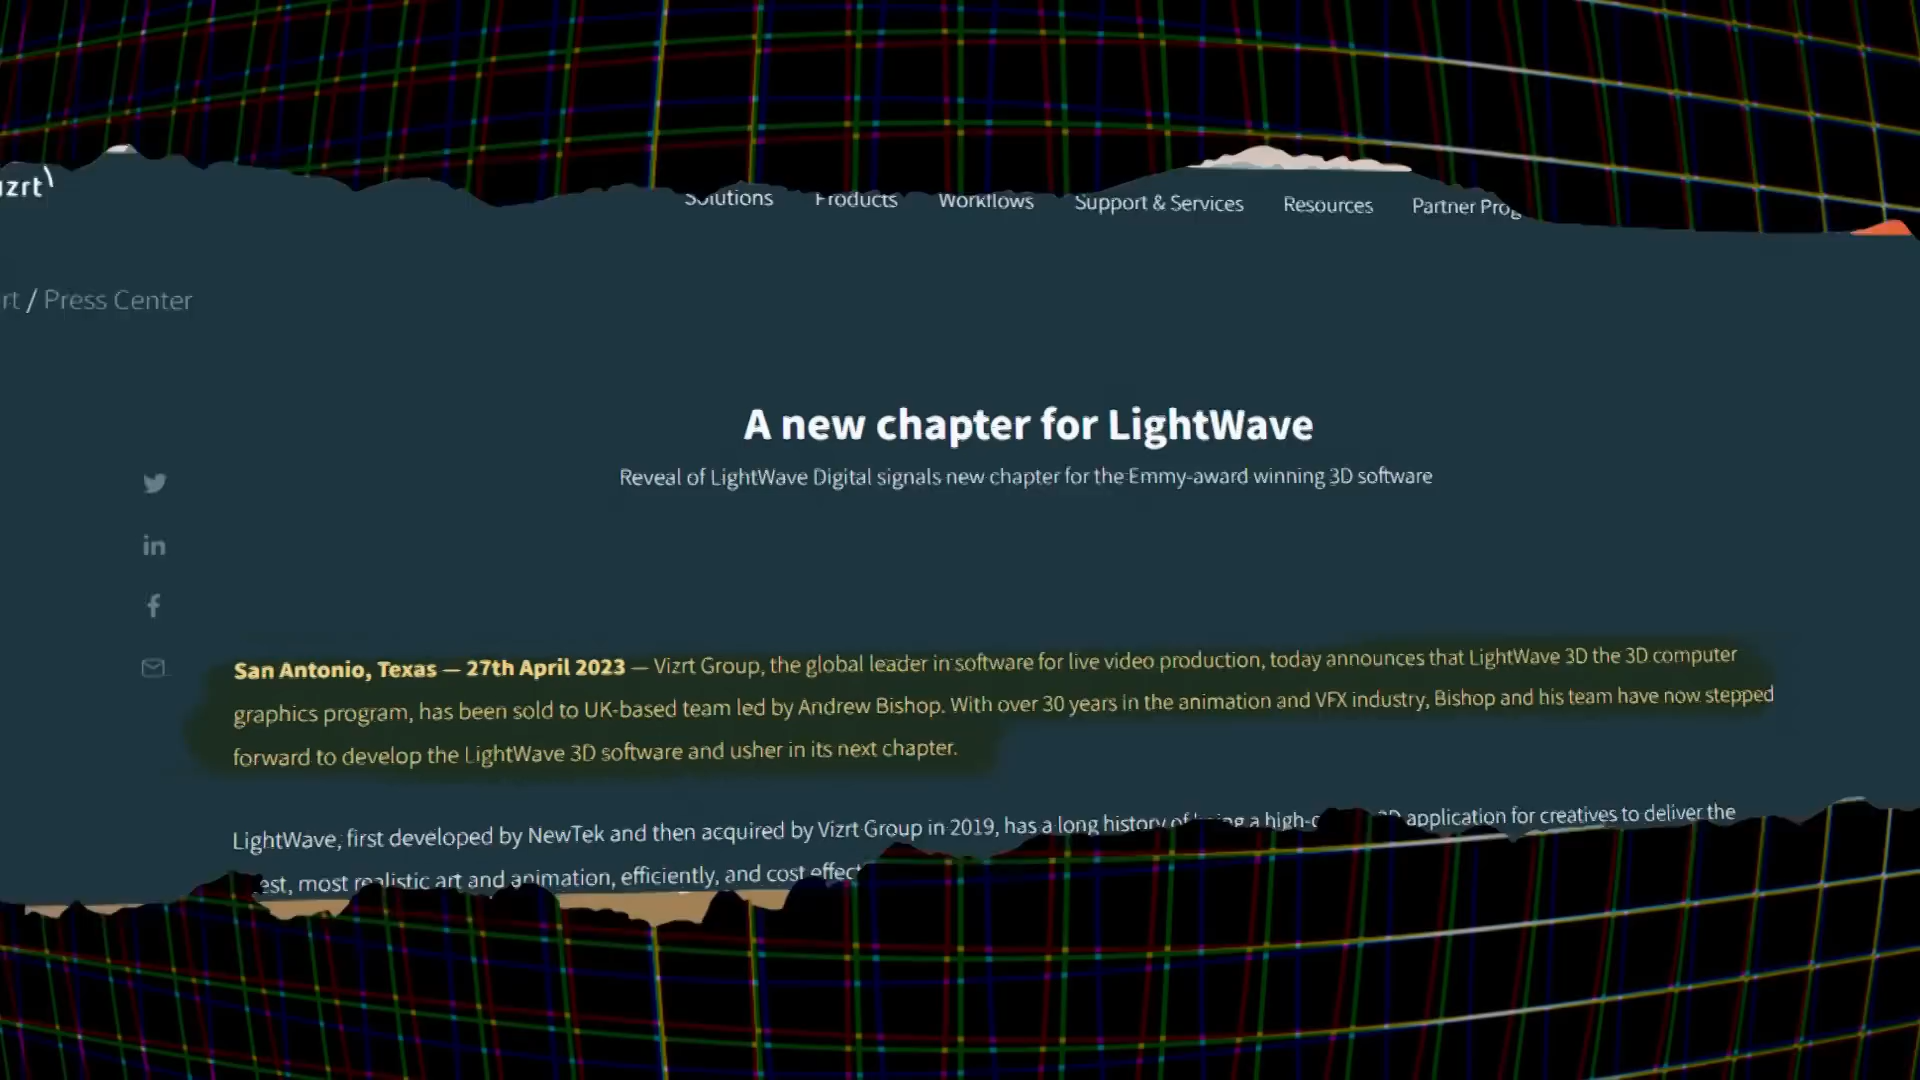 Solutions Products Workflows Support & Services Resources Partner
/ Press Center
A new chapter for LightWave
Reveal of LightWave Digital signals new chapter for the Emmy-award winning 3D software
San Antonio, Texas — 27th April 2023 — Vizrt Group, the global leader in software for live video production, today announces that LightWave 3D the 3D computer
graphics program, has been sold to UK-based team led by Andrew Bishop. With over 30 years in the animation and VFX industry, Bishop and his team have now stepped
forward to develop the LightWave 3D software and usher in its next chapter.
LightWave, first developed by NewTek and then acquired by Vizrt Group in 2019, has a long history of a application for creatives to deliver the
most realistic art and animation, efficiently, and cost